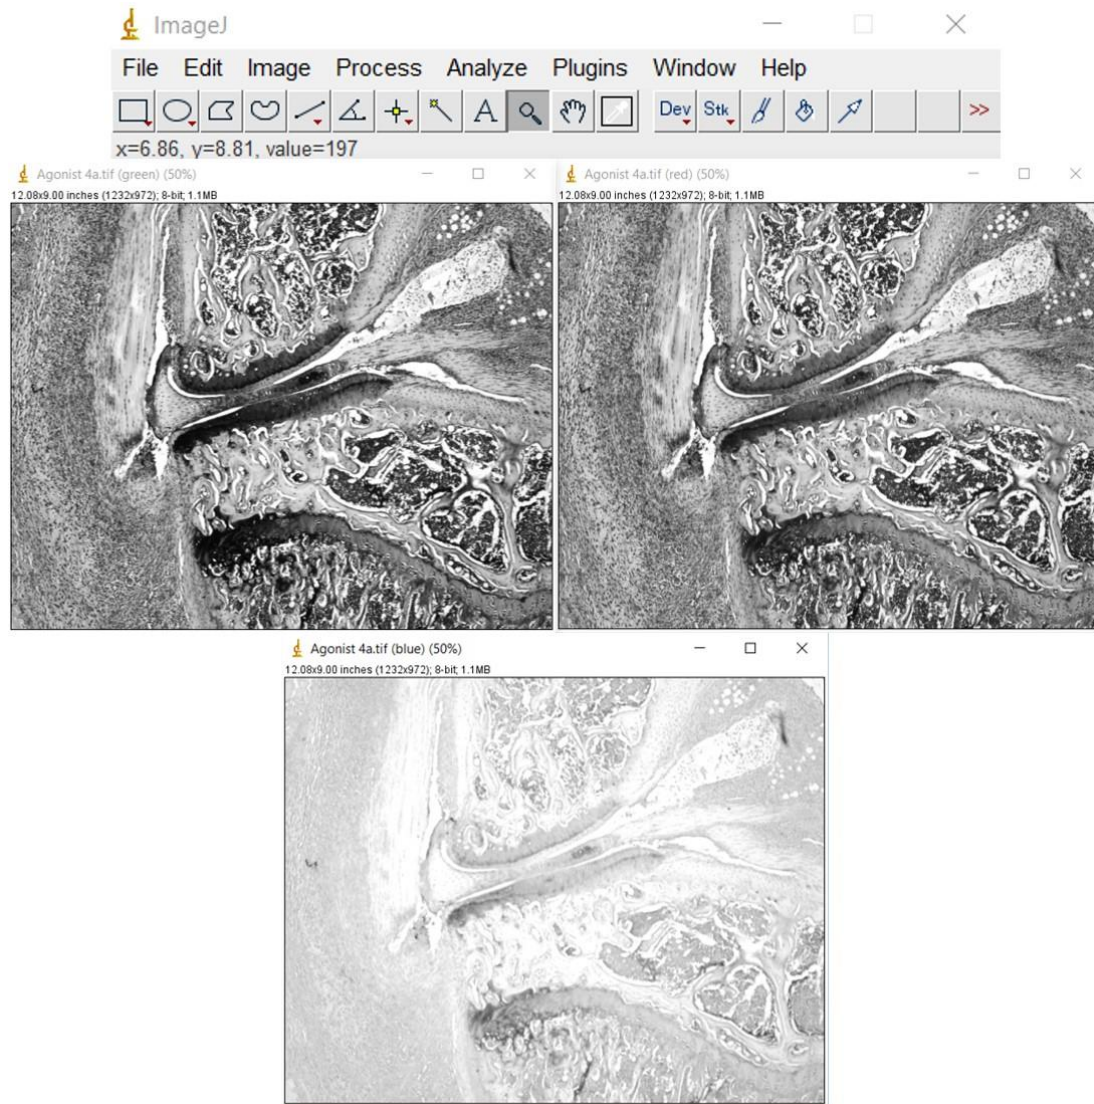 ImageJ
File Edit Image Process Analyze Plugins Window Help
A Dev Stk >>
x=6.86, y=8.81, value=197
Agonist 4a.tif (green) (50%)
12.08x9.00 inches (1232x972); 8-bit; 1.1MB
Agonist 4a.tif (red) (50%)
12.08x9.00 inches (1232x972); 8-bit; 1.1MB
Agonist 4a.tif (blue) (50%)
12.08x9.00 inches (1232x972); 8-bit; 1.1MB